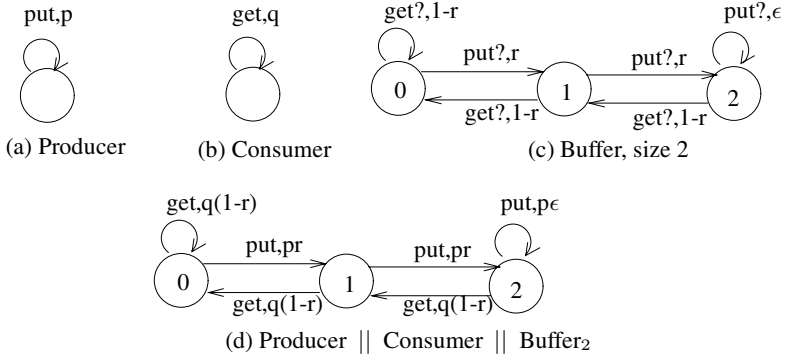 put,p
get,q
get?,1-r
put?,ϵ
put?,r
put?,r
0
1
2
get?,1-r
get?,1-r
(a) Producer
(b) Consumer
(c) Buffer, size 2
get,q(1-r)
put,pϵ
put,pr
put,pr
0
1
2
get,q(1-r)
get,q(1-r)
(d) Producer || Consumer || Buffer₂